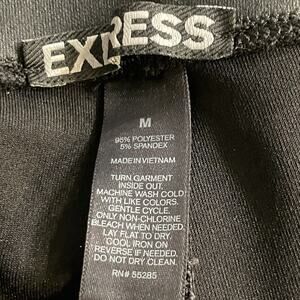 EXPRESS
M
95% POLYESTER
5% SPANDEX
MADE IN VIETNAM
TURN GARMENT
INSIDE OUT.
MACHINE WASH COLD
WITH LIKE COLORS.
GENTLE CYCLE.
ONLY NON-CHLORINE
BLEACH WHEN NEEDED.
LAY FLAT TO DRY.
COOL IRON ON
REVERSE IF NEEDED.
DO NOT DRY CLEAN.
RN# 55285